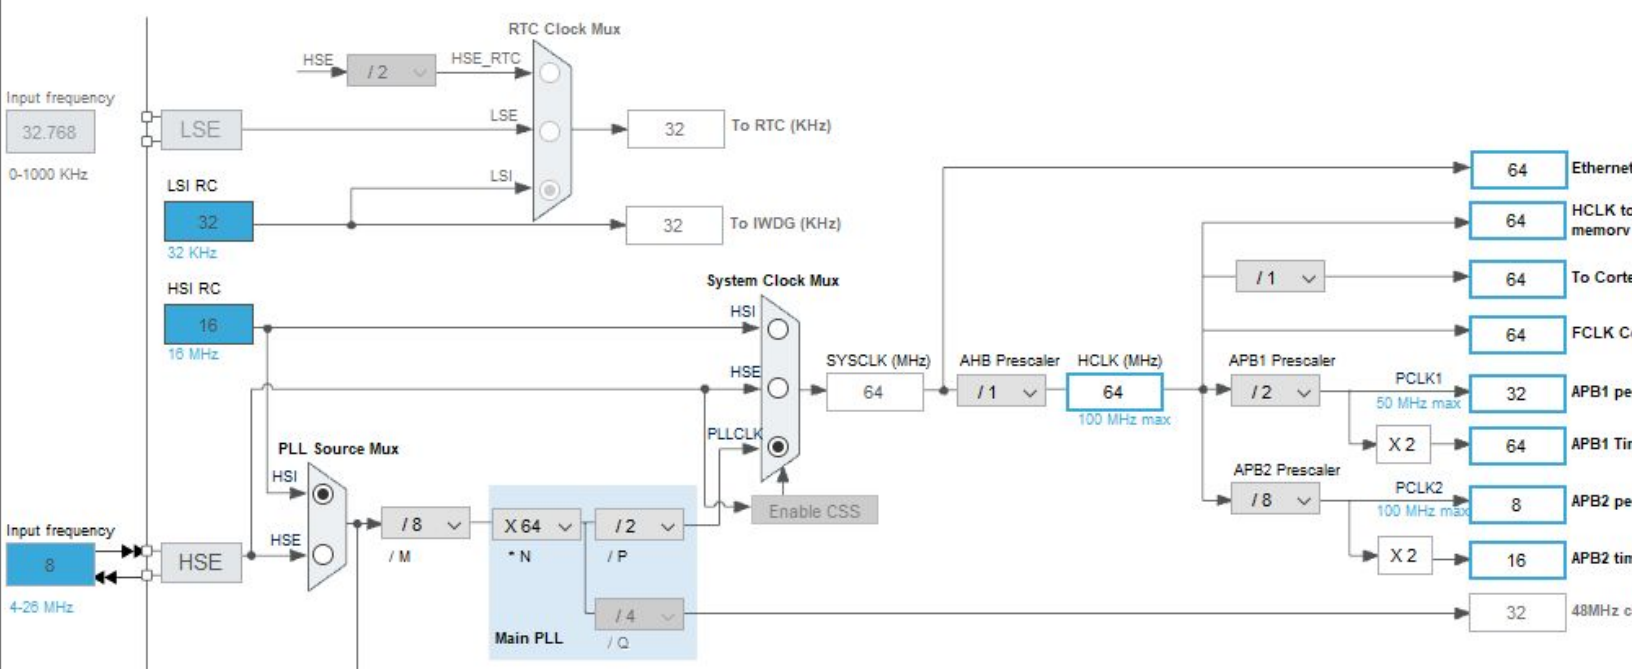 RTC Clock Mux
HSE
/ 2
HSE_RTC
Input frequency
32.768
0-1000 KHz
LSE
LSE
32
To RTC (KHz)
LSI RC
LSI
32
32 KHz
32
To IWDG (KHz)
HSI RC
16
16 MHz
System Clock Mux
HSI
HSE
PLLCLK
SYSCLK (MHz)
64
AHB Prescaler
/ 1
HCLK (MHz)
64
100 MHz max
64
Ethernet
64
HCLK to
memory
/ 1
64
To Corte
64
FCLK Co
APB1 Prescaler
/ 2
PCLK1
50 MHz max
32
APB1 pe
X 2
64
APB1 Tim
APB2 Prescaler
/ 8
PCLK2
100 MHz max
8
APB2 pe
X 2
16
APB2 tim
PLL Source Mux
HSI
HSE
Input frequency
8
4-26 MHz
HSE
/ 8
/ M
X 64
* N
/ 2
/ P
Enable CSS
/ 4
/ Q
Main PLL
32
48MHz c